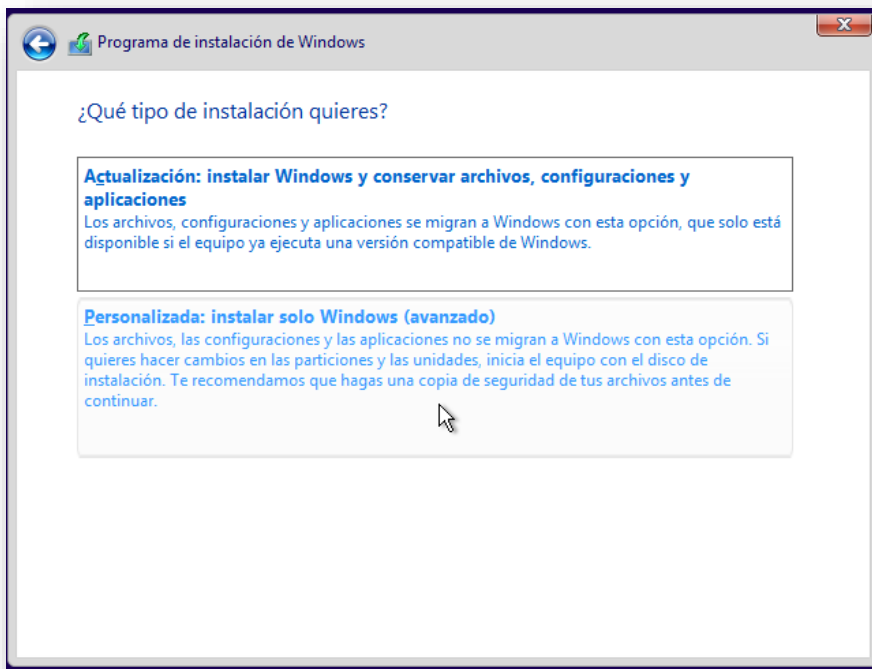 Programa de instalación de Windows
¿Qué tipo de instalación quieres?
Actualización: instalar Windows y conservar archivos, configuraciones y
aplicaciones
Los archivos, configuraciones y aplicaciones se migran a Windows con esta opción, que solo está
disponible si el equipo ya ejecuta una versión compatible de Windows.
Personalizada: instalar solo Windows (avanzado)
Los archivos, las configuraciones y las aplicaciones no se migran a Windows con esta opción. Si
quieres hacer cambios en las particiones y las unidades, inicia el equipo con el disco de
instalación. Te recomendamos que hagas una copia de seguridad de tus archivos antes de
continuar.